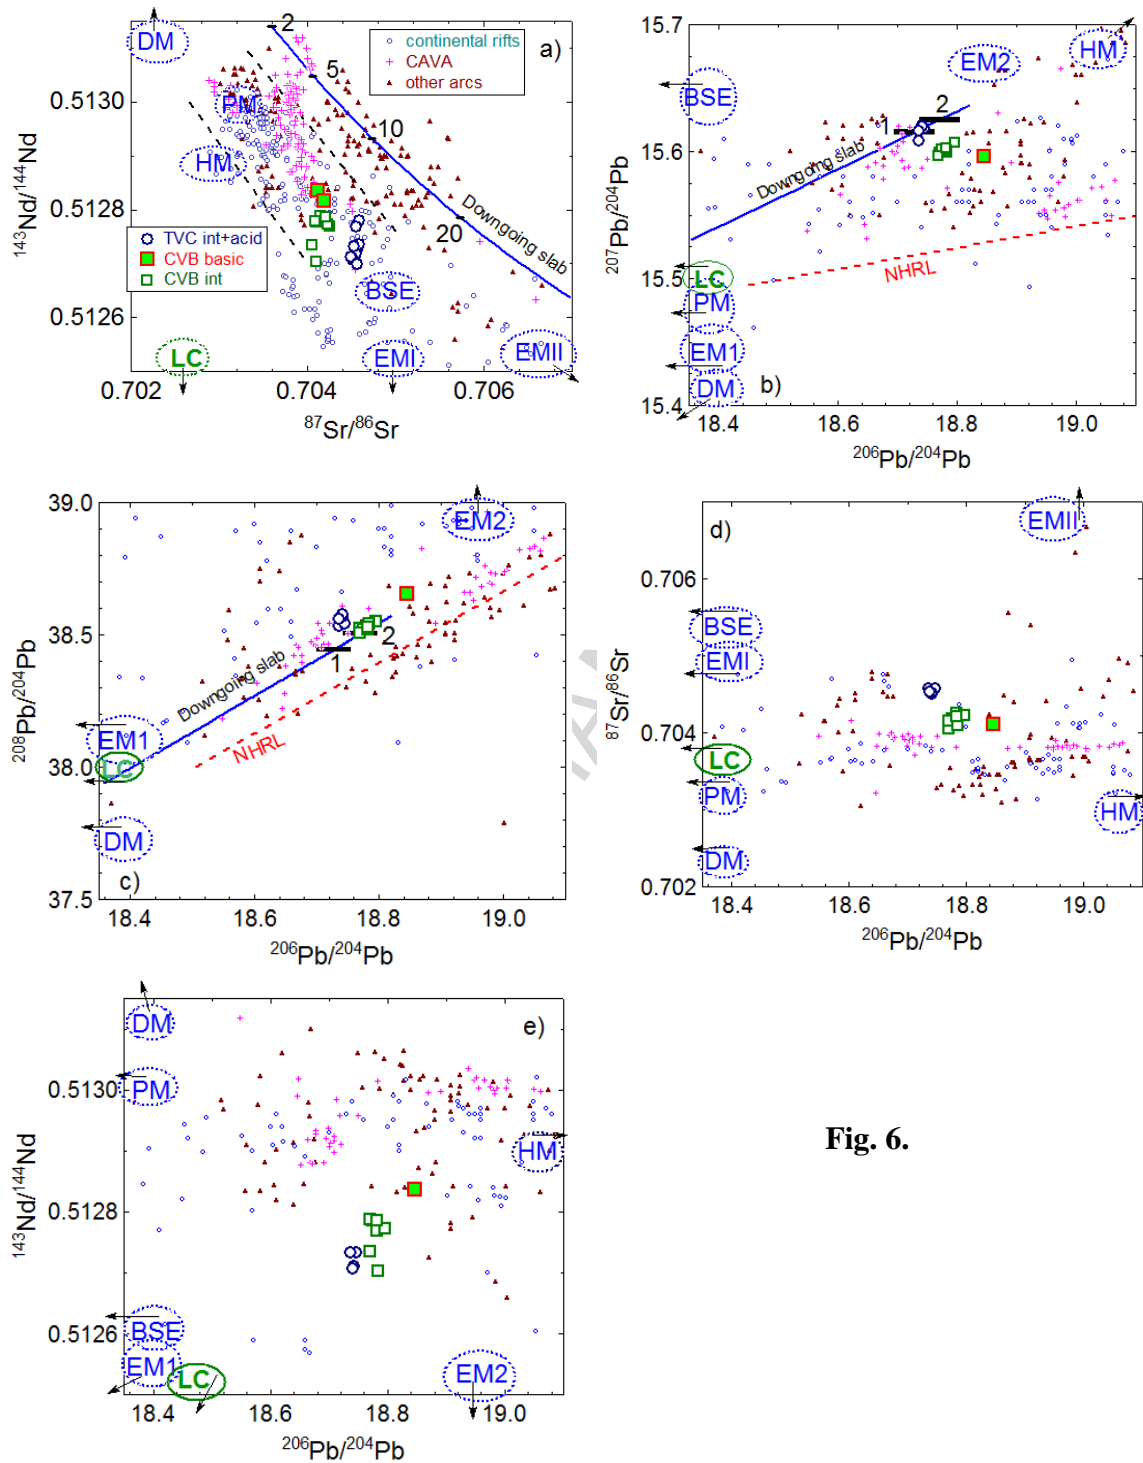 DM
2
a)
continental rifts
CAVA
other arcs
5
10
20
0.5130
0.5128
0.5126
PM
HM
Downgoing slab
TVC int+acid
CVB basic
CVB int
BSE
LC
EMI
EMII
0.702
0.704
0.706
87Sr/86Sr
143Nd/144Nd
15.7
15.6
15.5
15.4
HM
EM2
BSE
2
1
Downgoing slab
NHRL
LC
PM
EM1
DM
b)
18.4
18.6
18.8
19.0
206Pb/204Pb
207Pb/204Pb
39.0
38.5
38.0
37.5
EM2
2
1
Downgoing slab
NHRL
EM1
LC
DM
c)
18.4
18.6
18.8
19.0
206Pb/204Pb
208Pb/204Pb
d)
EMII
0.706
0.704
0.702
BSE
EMI
LC
PM
DM
HM
18.4
18.6
18.8
19.0
206Pb/204Pb
87Sr/86Sr
DM
e)
PM
0.5130
0.5128
0.5126
HM
BSE
EM1
LC
EM2
18.4
18.6
18.8
19.0
206Pb/204Pb
143Nd/144Nd
Fig. 6.